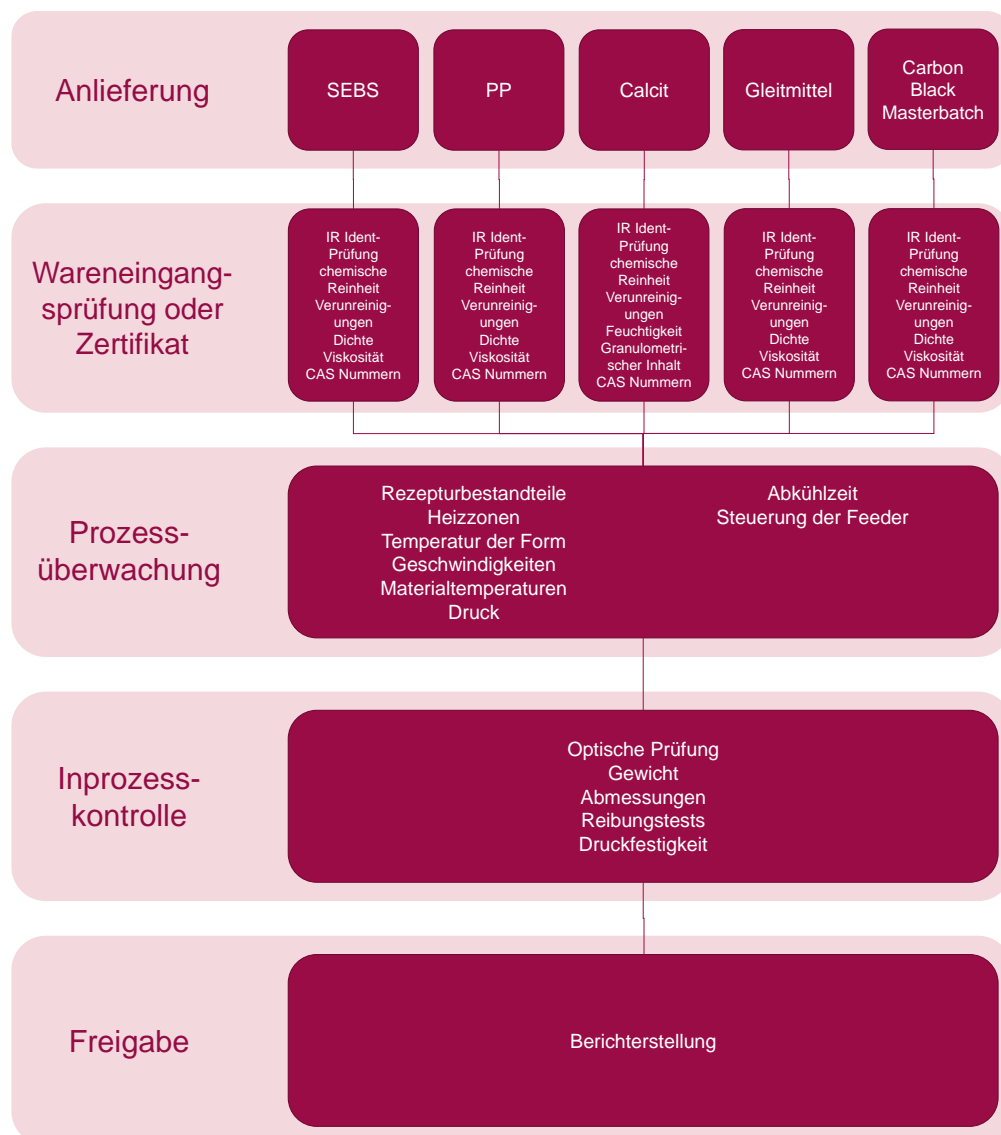 Anlieferung
SEBS
PP
Calcit
Gleitmittel
Carbon
Black
Masterbatch
Wareneingang-
sprüfung oder
Zertifikat
IR Ident-
Prüfung
chemische
Reinheit
Verunreinig-
ungen
Dichte
Viskosität
CAS Nummern
IR Ident-
Prüfung
chemische
Reinheit
Verunreinig-
ungen
Dichte
Viskosität
CAS Nummern
IR Ident-
Prüfung
chemische
Reinheit
Verunreinig-
ungen
Feuchtigkeit
Granulometri-
scher Inhalt
CAS Nummern
IR Ident-
Prüfung
chemische
Reinheit
Verunreinig-
ungen
Dichte
Viskosität
CAS Nummern
IR Ident-
Prüfung
chemische
Reinheit
Verunreinig-
ungen
Dichte
Viskosität
CAS Nummern
Prozess-
überwachung
Rezepturbestandteile
Heizzonen
Temperatur der Form
Geschwindigkeiten
Materialtemperaturen
Druck
Abkühlzeit
Steuerung der Feeder
Inprozess-
kontrolle
Optische Prüfung
Gewicht
Abmessungen
Reibungstests
Druckfestigkeit
Freigabe
Berichterstellung